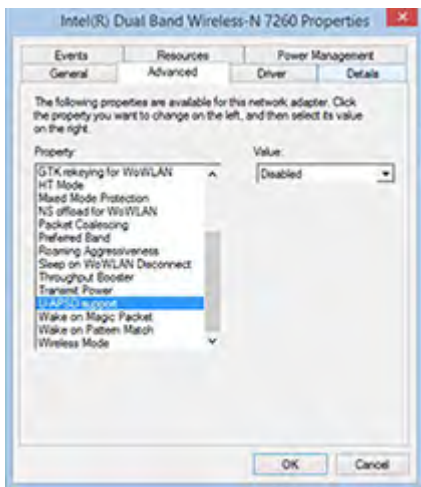 Intel(R) Dual Band Wireless-N 7260 Properties
Events Resources Power Management
General Advanced Driver Details
The following properties are available for this network adapter. Click
the property you want to change on the left, and then select its value
on the right.
Property: Value:
GTK rekeying for WoWLAN Disabled
HT Mode
Mixed Mode Protection
NS offload for WoWLAN
Packet Coalescing
Preferred Band
Roaming Aggressiveness
Sleep on WoWLAN Disconnect
Throughput Booster
Transmit Power
U-APSD support
Wake on Magic Packet
Wake on Pattern Match
Wireless Mode
OK Cancel